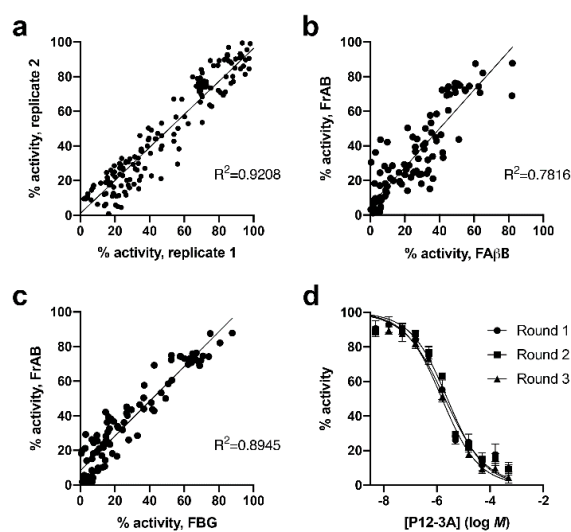 a
100
80
60
40
20
0
% activity, replicate 2
R²=0.9208
0 20 40 60 80 100
% activity, replicate 1
b
100
80
60
40
20
0
% activity, FrAB
R²=0.7816
0 20 40 60 80 100
% activity, FAβB
c
100
80
60
40
20
0
% activity, FrAB
R²=0.8945
0 20 40 60 80 100
% activity, FBG
d
100
80
60
40
20
0
% activity
Round 1
Round 2
Round 3
-8 -6 -4 -2
[P12-3A] (log M)